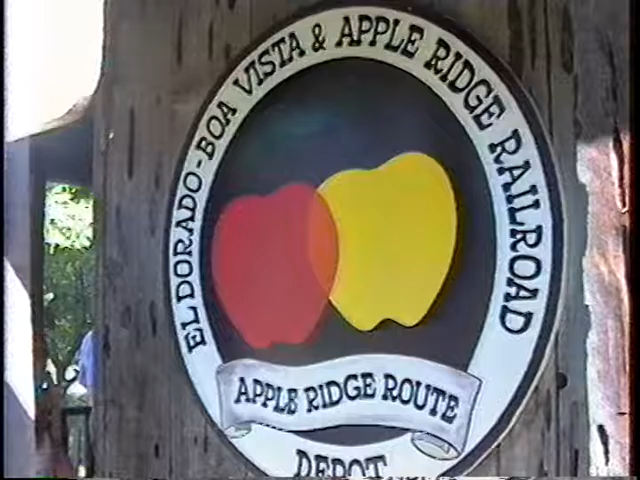 EL DORADO - BOA VISTA & APPLE RIDGE RAILROAD
APPLE RIDGE ROUTE
DEPOT